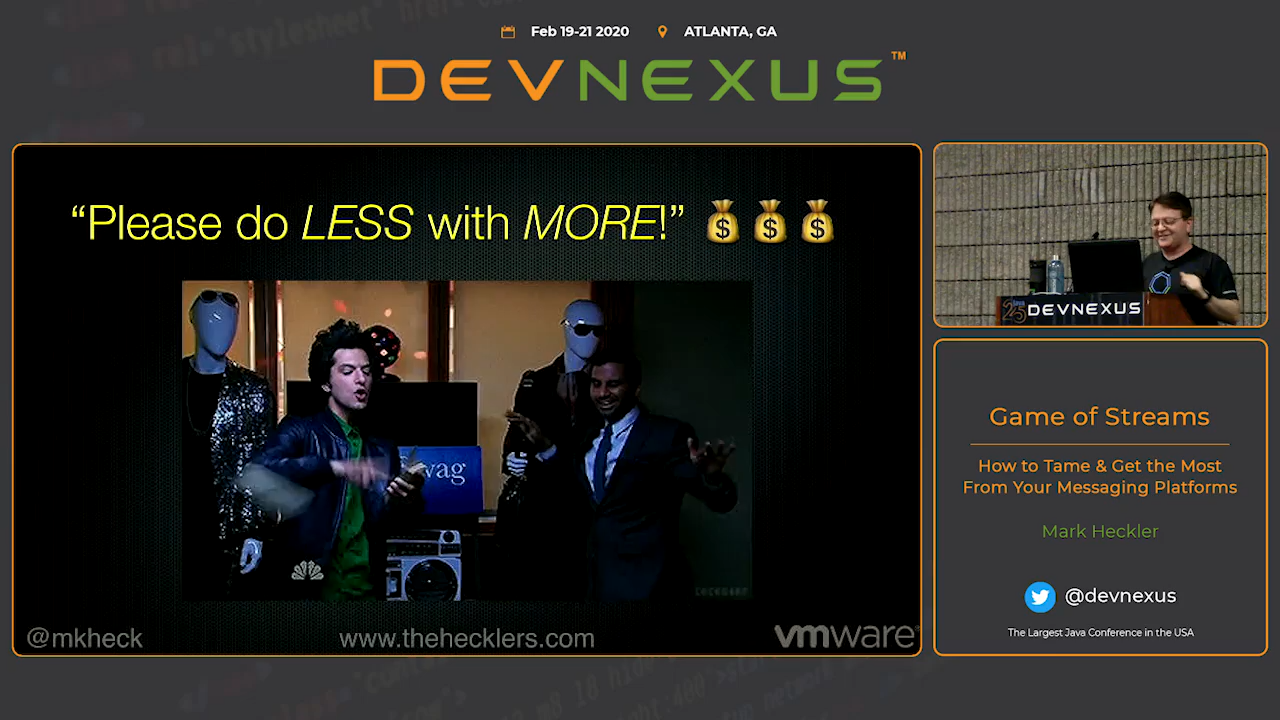 Feb 19-21 2020 ATLANTA, GA
DEVNEXUS™
“Please do LESS with MORE!” 💰💰💰
$ $ $
wag
@mkheck
www.thehecklers.com
vmware®
25
DEVNEXUS
Game of Streams
How to Tame & Get the Most
From Your Messaging Platforms
Mark Heckler
@devnexus
The Largest Java Conference in the USA